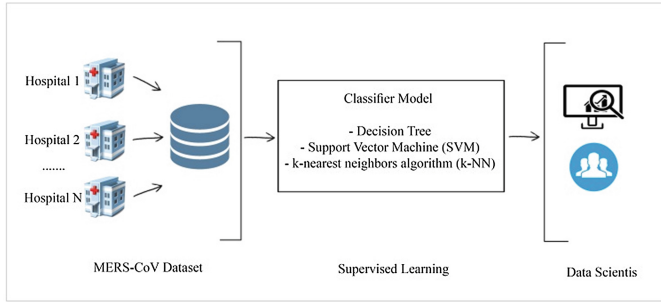 Hospital 1
Hospital 2
.......
Hospital N
MERS-CoV Dataset
Classifier Model
- Decision Tree
- Support Vector Machine (SVM)
- k-nearest neighbors algorithm (k-NN)
Supervised Learning
Data Scientis